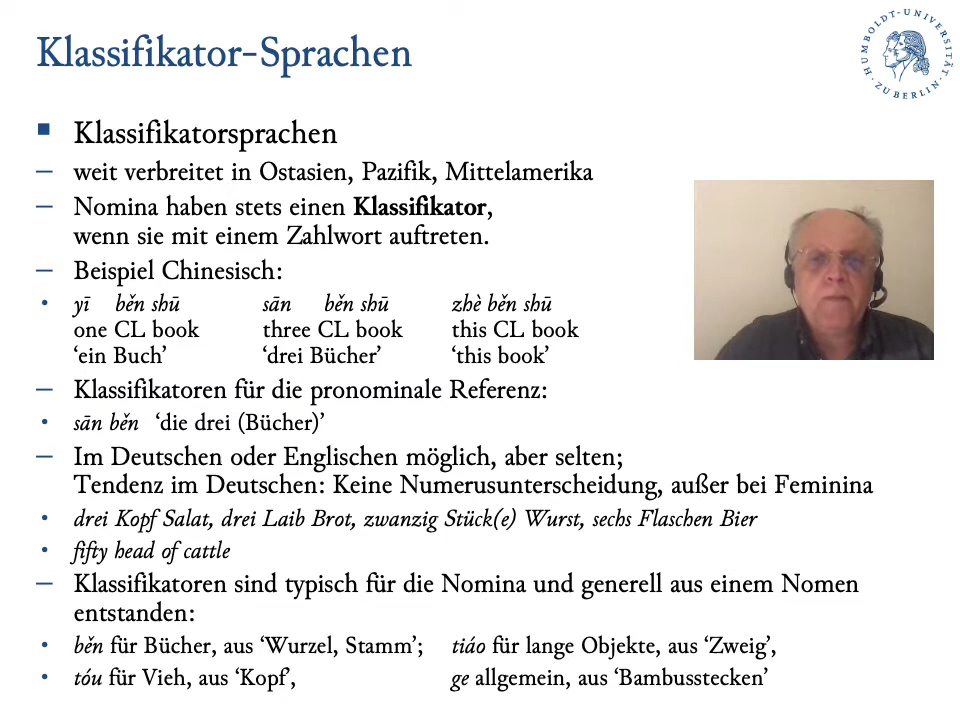 Klassifikator-Sprachen
HUMBOLDT-UNIVERSITÄT ZU BERLIN
Klassifikatorsprachen
– weit verbreitet in Ostasien, Pazifik, Mittelamerika
– Nomina haben stets einen Klassifikator,
wenn sie mit einem Zahlwort auftreten.
– Beispiel Chinesisch:
• yī běn shū sān běn shū zhè běn shū
one CL book three CL book this CL book
‘ein Buch’ ‘drei Bücher’ ‘this book’
– Klassifikatoren für die pronominale Referenz:
• sān běn ‘die drei (Bücher)’
– Im Deutschen oder Englischen möglich, aber selten;
Tendenz im Deutschen: Keine Numerusunterscheidung, außer bei Feminina
• drei Kopf Salat, drei Laib Brot, zwanzig Stück(e) Wurst, sechs Flaschen Bier
• fifty head of cattle
– Klassifikatoren sind typisch für die Nomina und generell aus einem Nomen
entstanden:
• běn für Bücher, aus ‘Wurzel, Stamm’; tiáo für lange Objekte, aus ‘Zweig’,
• tóu für Vieh, aus ‘Kopf’, ge allgemein, aus ‘Bambusstecken’